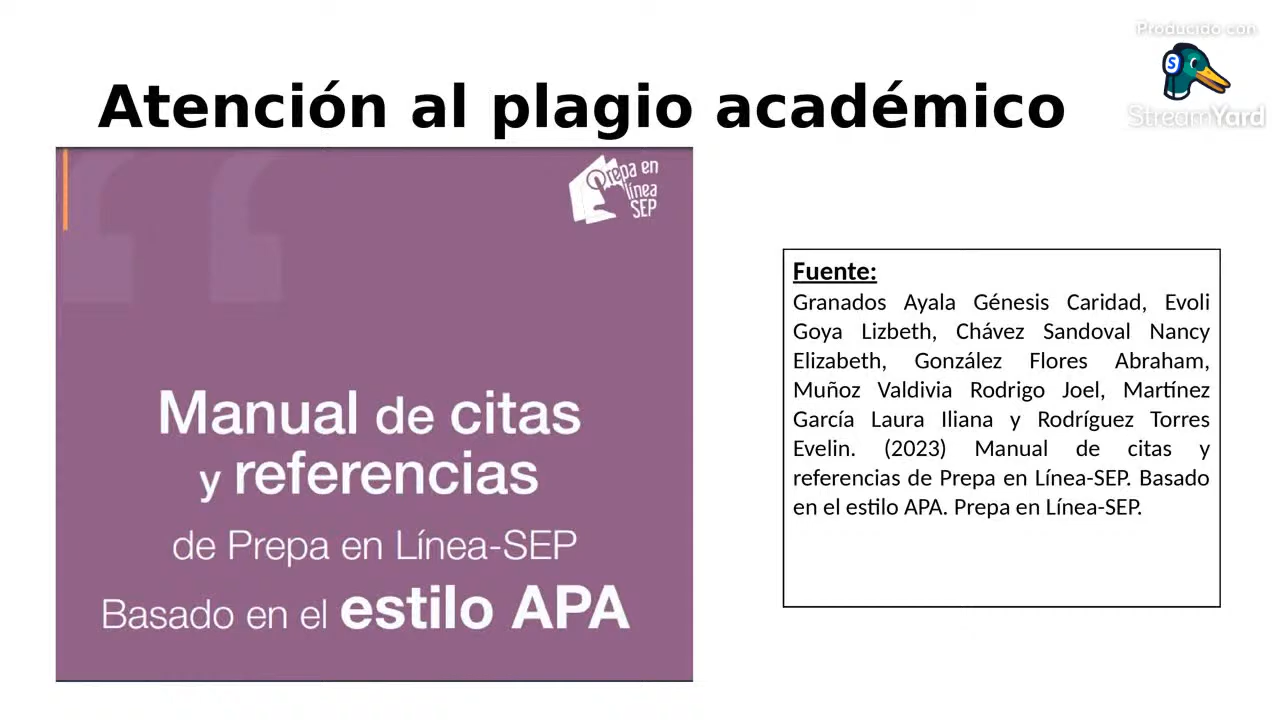 Producido con
StreamYard
Atención al plagio académico
Prepa en
línea
SEP
Manual de citas
y referencias
de Prepa en Línea-SEP
Basado en el estilo APA
Fuente:
Granados Ayala Génesis Caridad, Evoli
Goya Lizbeth, Chávez Sandoval Nancy
Elizabeth, González Flores Abraham,
Muñoz Valdivia Rodrigo Joel, Martínez
García Laura Iliana y Rodríguez Torres
Evelin. (2023) Manual de citas y
referencias de Prepa en Línea-SEP. Basado
en el estilo APA. Prepa en Línea-SEP.